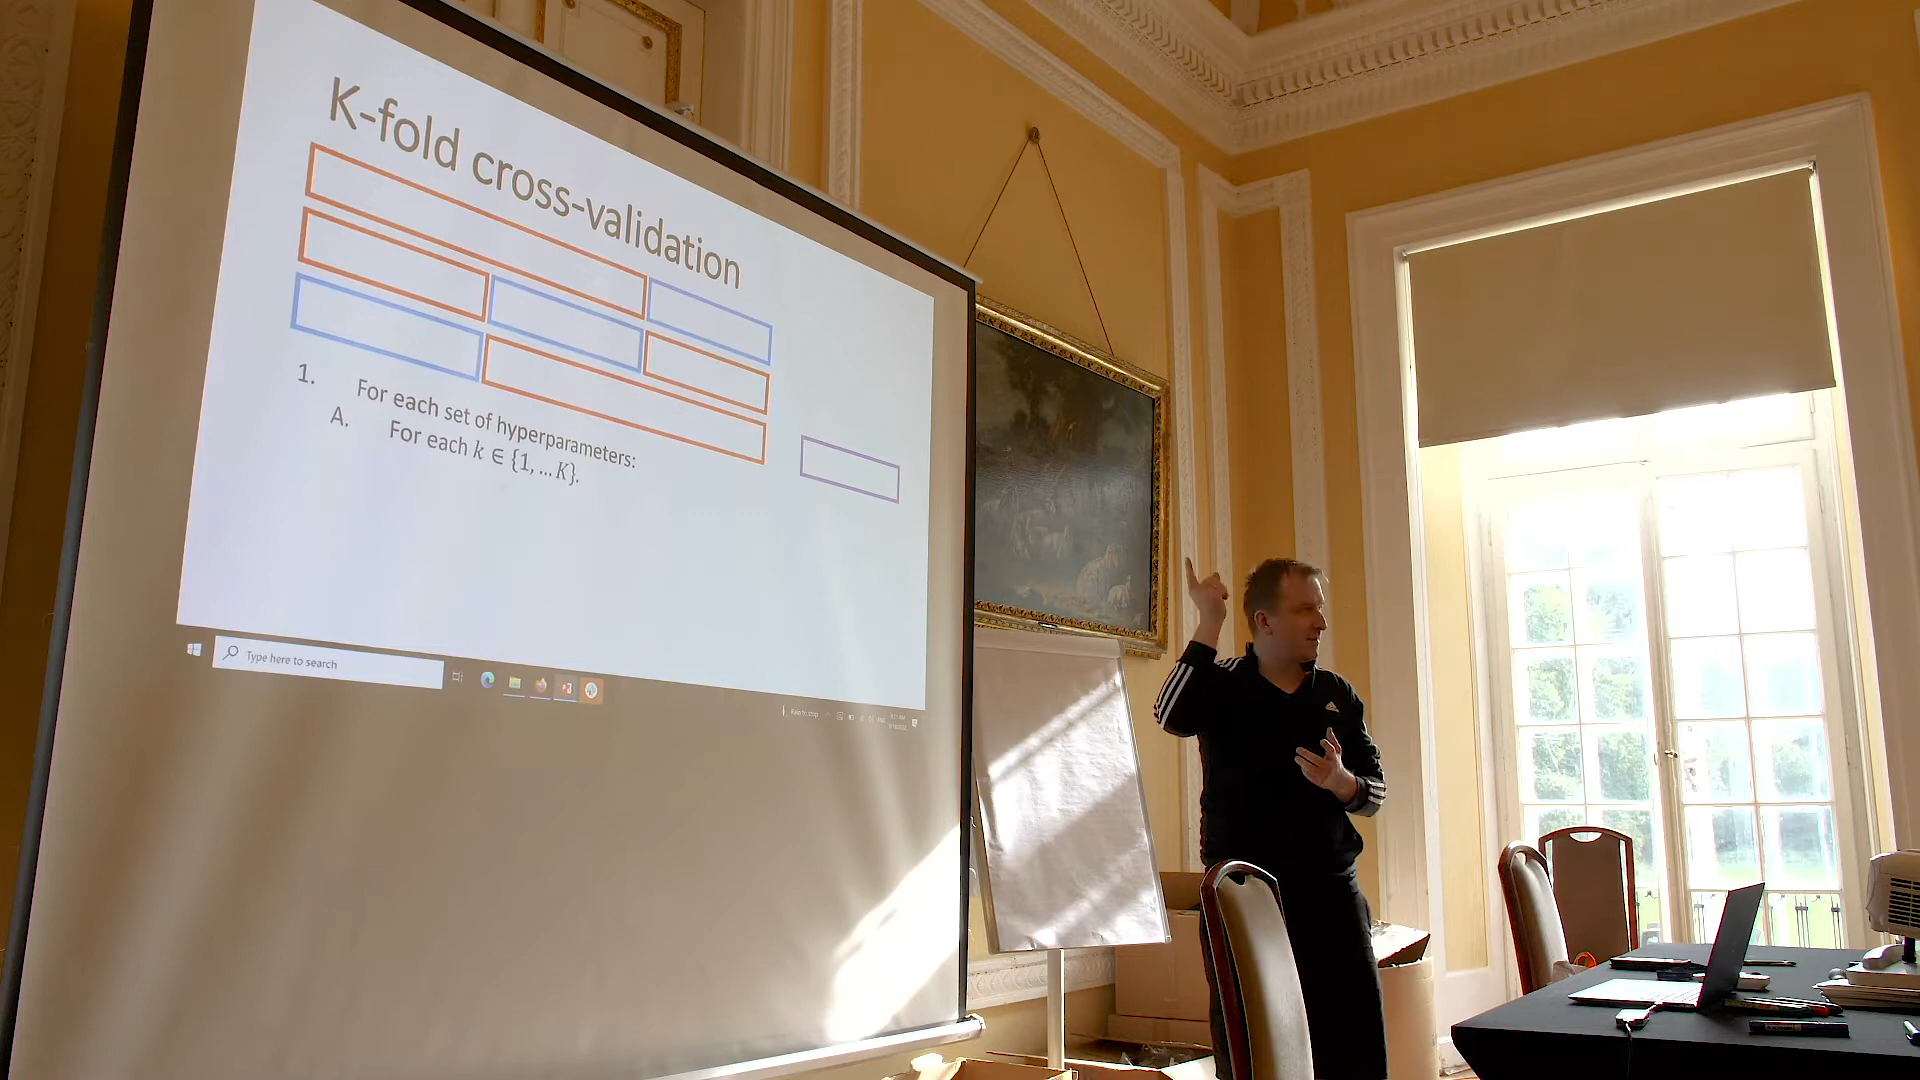 K-fold cross-validation
1. For each set of hyperparameters:
A. For each k ∈ {1, … K}.
Type here to search